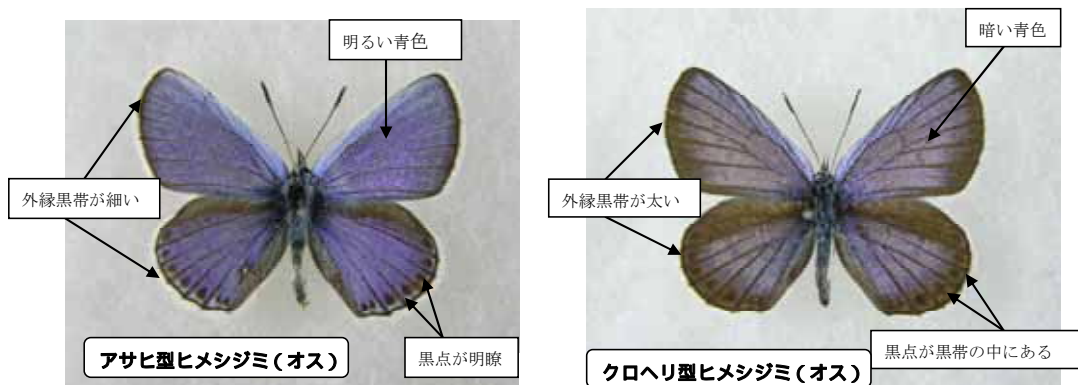 明るい青色
外縁黒帯が細い
黒点が明瞭
アサヒ型ヒメシジミ(オス)
暗い青色
外縁黒帯が太い
黒点が黒帯の中にある
クロヘリ型ヒメシジミ(オス)